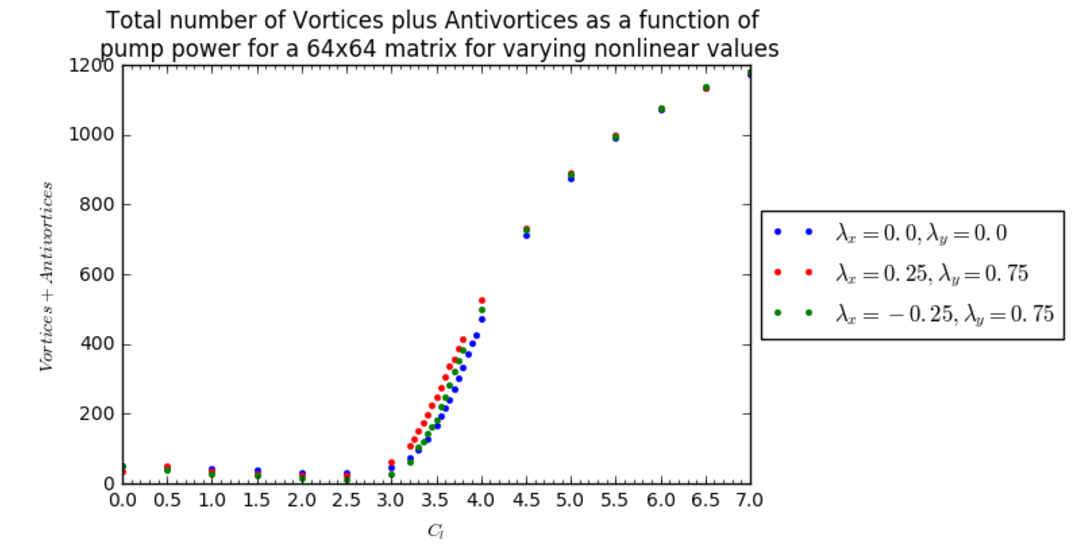 Total number of Vortices plus Antivortices as a function of
pump power for a 64x64 matrix for varying nonlinear values
1200
1000
800
600
400
200
0
Vortices + Antivortices
0.0 0.5 1.0 1.5 2.0 2.5 3.0 3.5 4.0 4.5 5.0 5.5 6.0 6.5 7.0
C_l
λ_x = 0.0, λ_y = 0.0
λ_x = 0.25, λ_y = 0.75
λ_x = −0.25, λ_y = 0.75